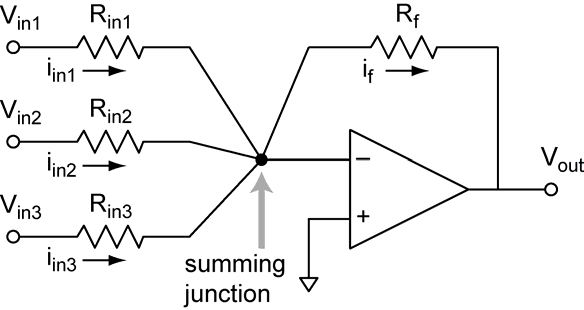 V_in1 R_in1 R_f
i_in1 i_f
V_in2 R_in2
i_in2 − V_out
V_in3 R_in3 +
i_in3 summing
junction